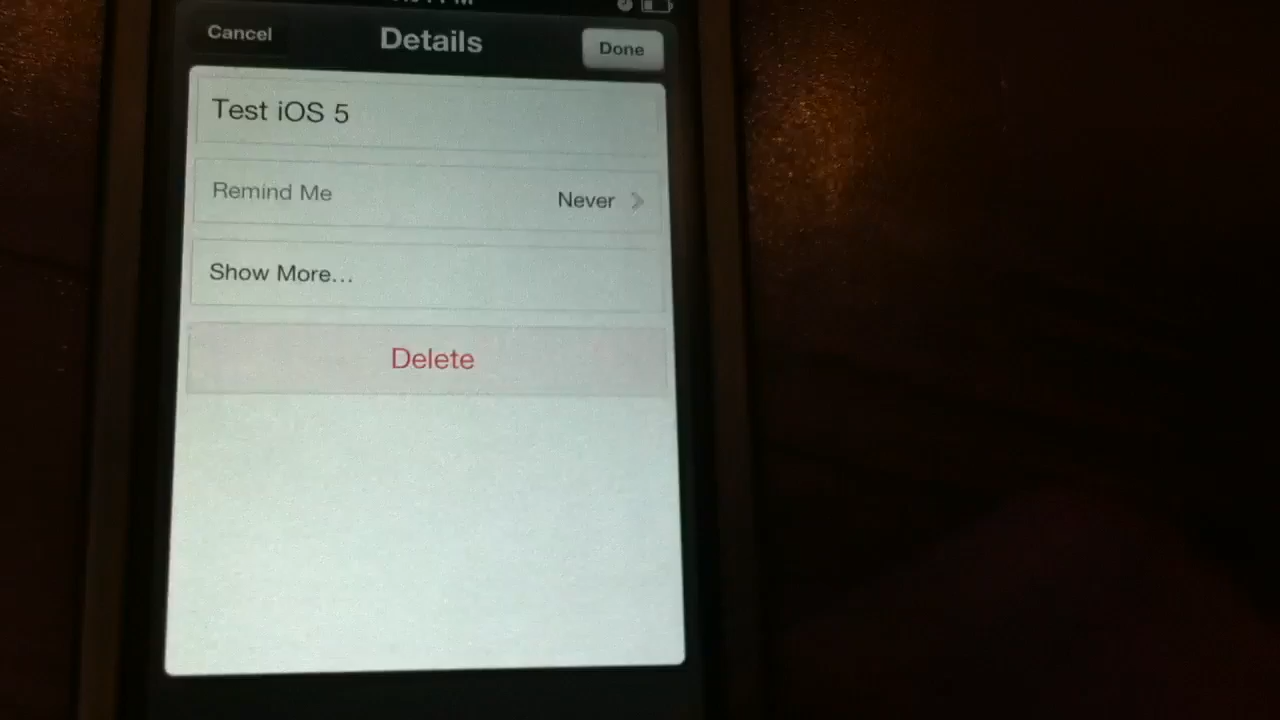 Cancel
Details
Done
Test iOS 5
Remind Me
Never
Show More...
Delete